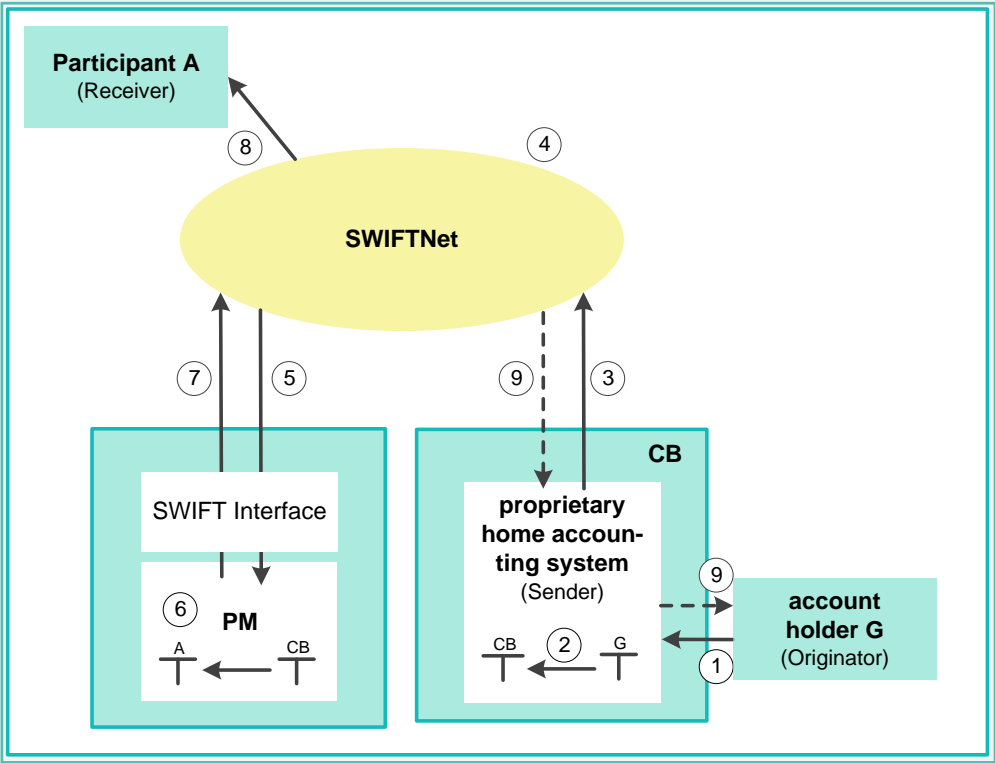 Participant A
(Receiver)
8
4
SWIFTNet
7
5
9
3
CB
SWIFT Interface
proprietary
home accoun-
ting system
(Sender)
6
PM
A
CB
CB
2
G
9
1
account
holder G
(Originator)